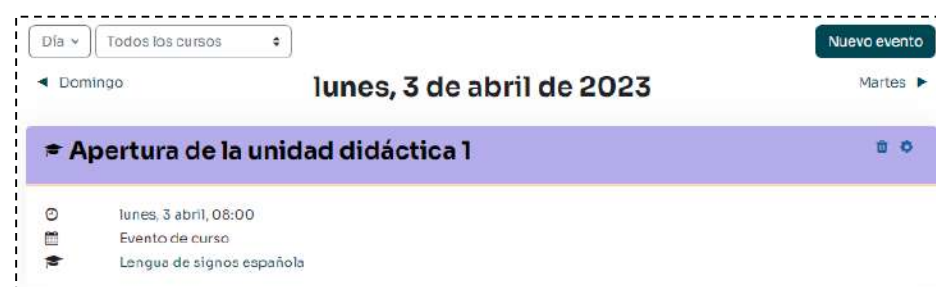 Día Todos los cursos Nuevo evento
Domingo lunes, 3 de abril de 2023 Martes
Apertura de la unidad didáctica 1
lunes, 3 abril, 08:00
Evento de curso
Lengua de signos española